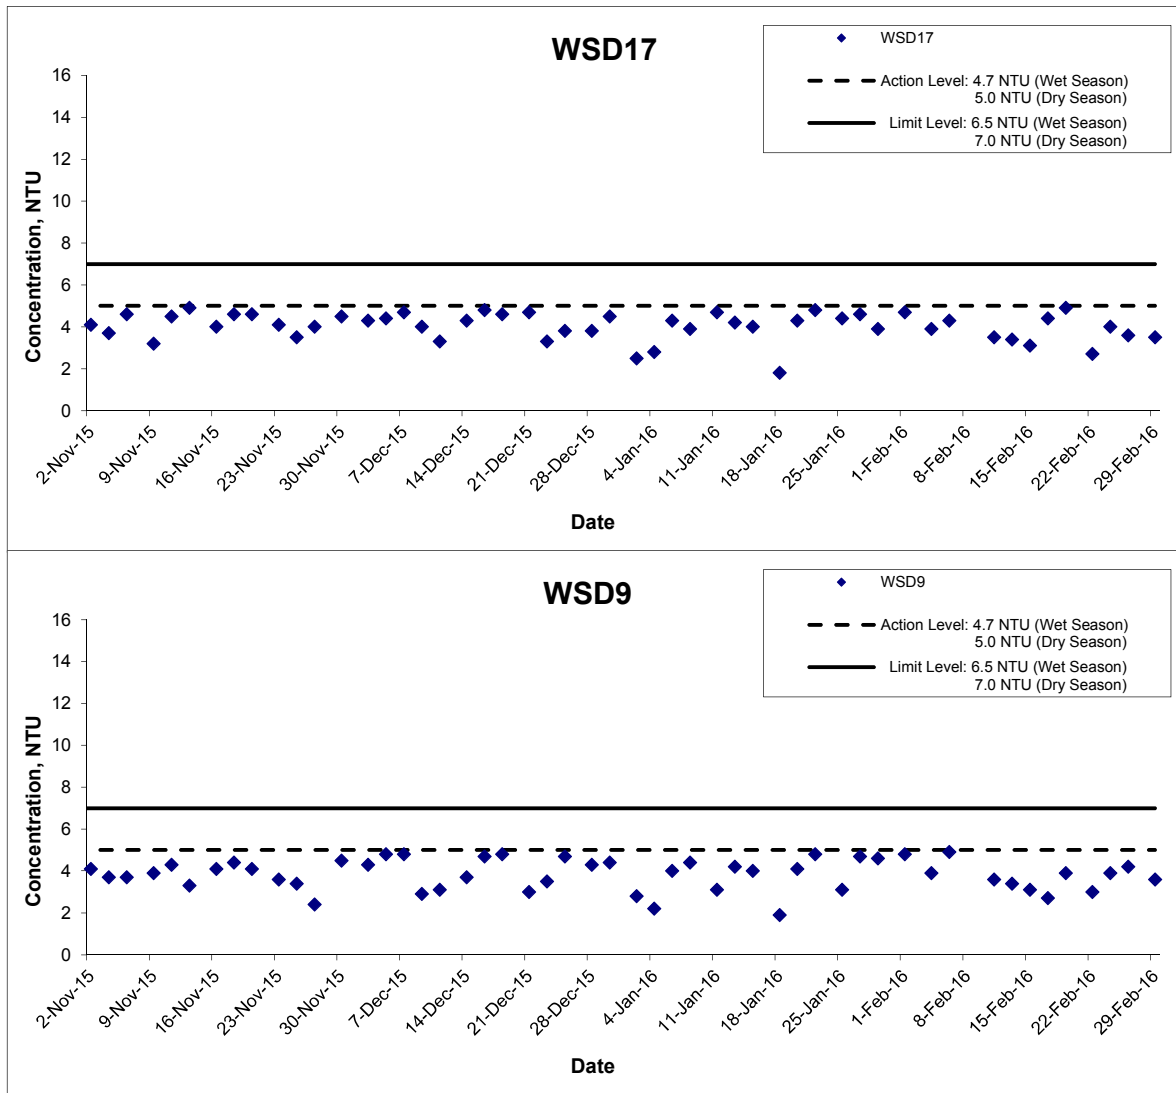 WSD17
WSD17
Action Level: 4.7 NTU (Wet Season)
5.0 NTU (Dry Season)
Limit Level: 6.5 NTU (Wet Season)
7.0 NTU (Dry Season)
Concentration, NTU
16
14
12
10
8
6
4
2
0
2-Nov-15
9-Nov-15
16-Nov-15
23-Nov-15
30-Nov-15
7-Dec-15
14-Dec-15
21-Dec-15
28-Dec-15
4-Jan-16
11-Jan-16
18-Jan-16
25-Jan-16
1-Feb-16
8-Feb-16
15-Feb-16
22-Feb-16
29-Feb-16
Date
WSD9
WSD9
Action Level: 4.7 NTU (Wet Season)
5.0 NTU (Dry Season)
Limit Level: 6.5 NTU (Wet Season)
7.0 NTU (Dry Season)
Concentration, NTU
16
14
12
10
8
6
4
2
0
2-Nov-15
9-Nov-15
16-Nov-15
23-Nov-15
30-Nov-15
7-Dec-15
14-Dec-15
21-Dec-15
28-Dec-15
4-Jan-16
11-Jan-16
18-Jan-16
25-Jan-16
1-Feb-16
8-Feb-16
15-Feb-16
22-Feb-16
29-Feb-16
Date